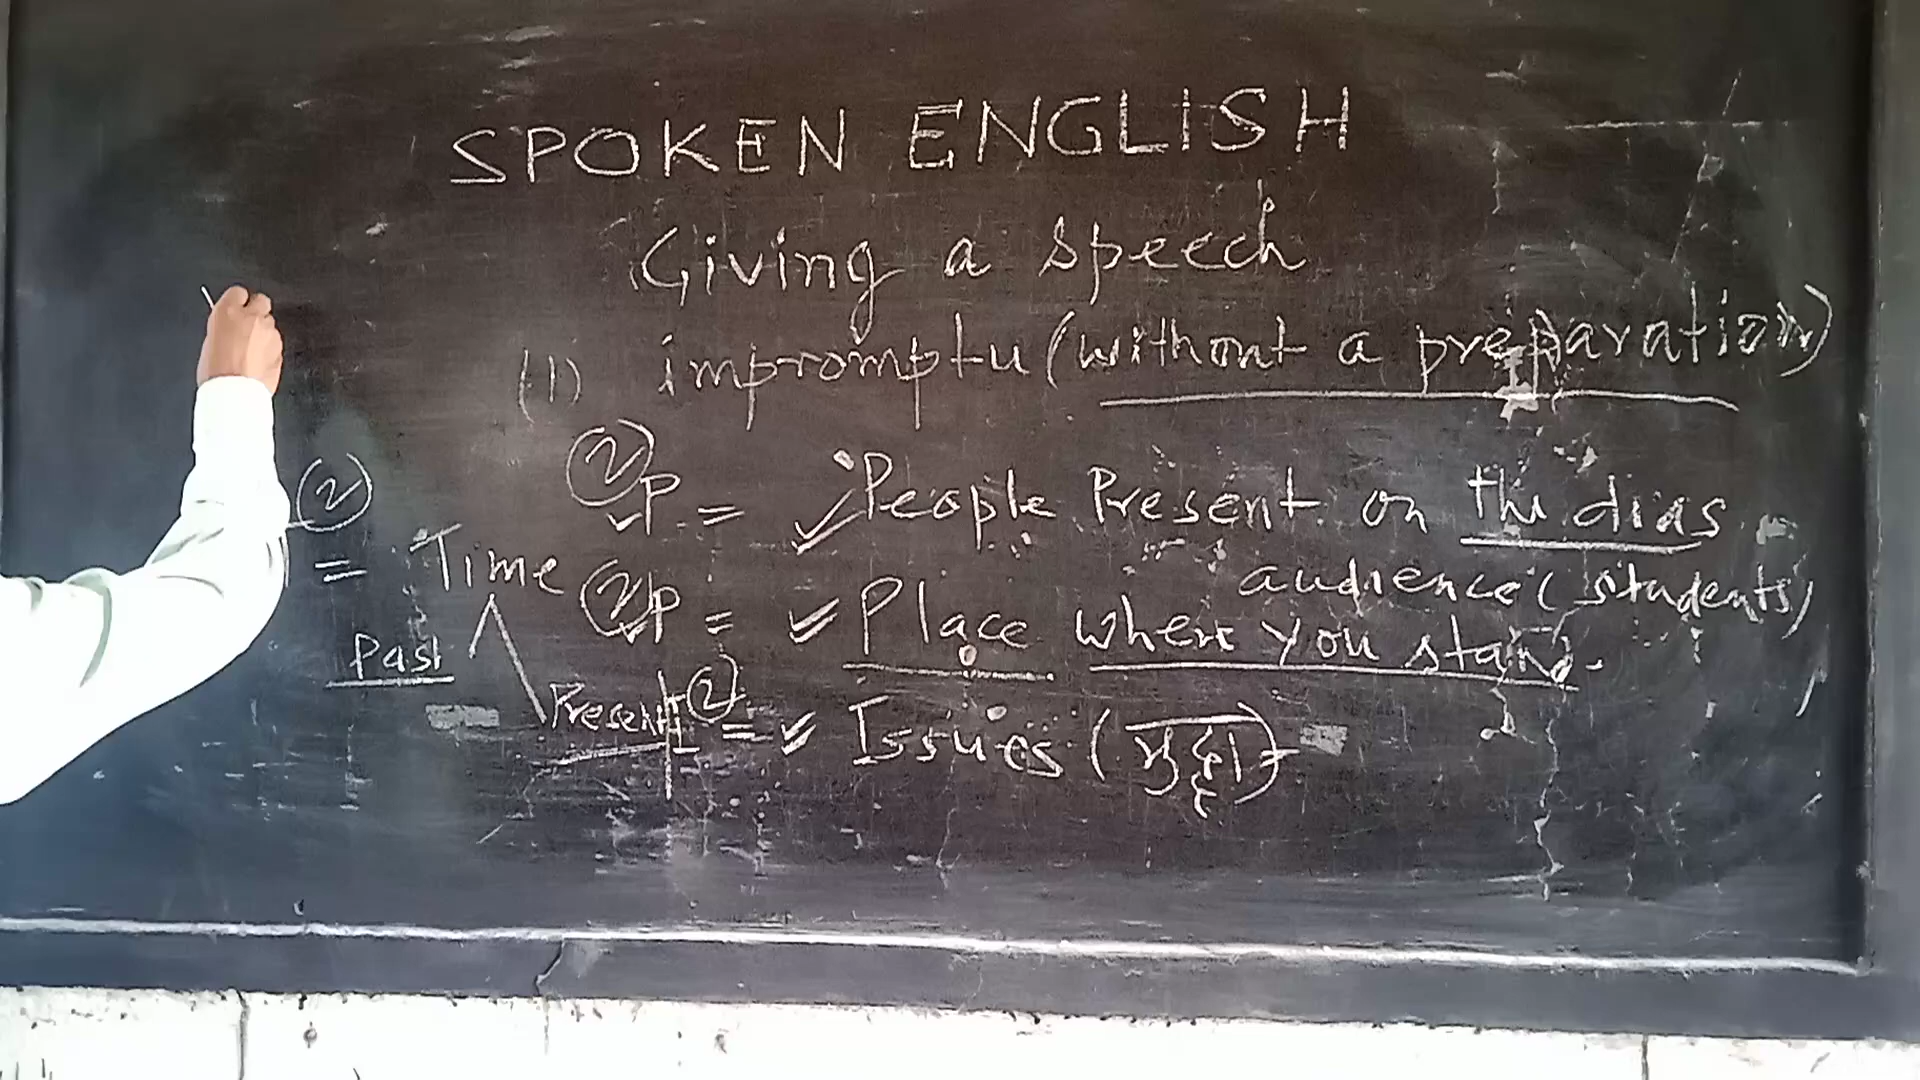 SPOKEN ENGLISH
Giving a speech
(1) impromptu (without a preparation)
② P = ✓ People Present on the dias
audience (students)
② = Time
② P = ✓ Place where you stand.
Past
Present
I ② = ✓ Issues (मुद्दा)